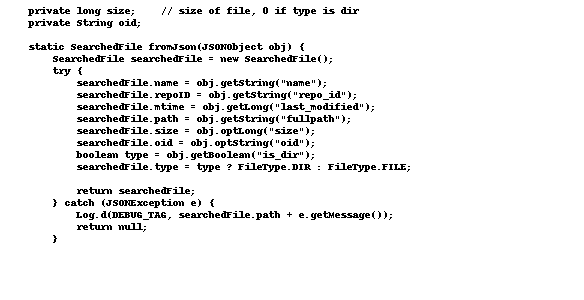 private long size;    // size of file, 0 if type is dir
private String oid;
static SearchedFile fromJson(JSONObject obj) {
SearchedFile searchedFile = new SearchedFile();
try {
searchedFile.name = obj.getString("name");
searchedFile.repoID = obj.getString("repo_id");
searchedFile.mtime = obj.getLong("last_modified");
searchedFile.path = obj.getString("fullpath");
searchedFile.size = obj.optLong("size");
searchedFile.oid = obj.optString("oid");
boolean type = obj.getBoolean("is_dir");
searchedFile.type = type ? FileType.DIR : FileType.FILE;
return searchedFile;
} catch (JSONException e) {
Log.d(DEBUG_TAG, searchedFile.path + e.getMessage());
return null;
}